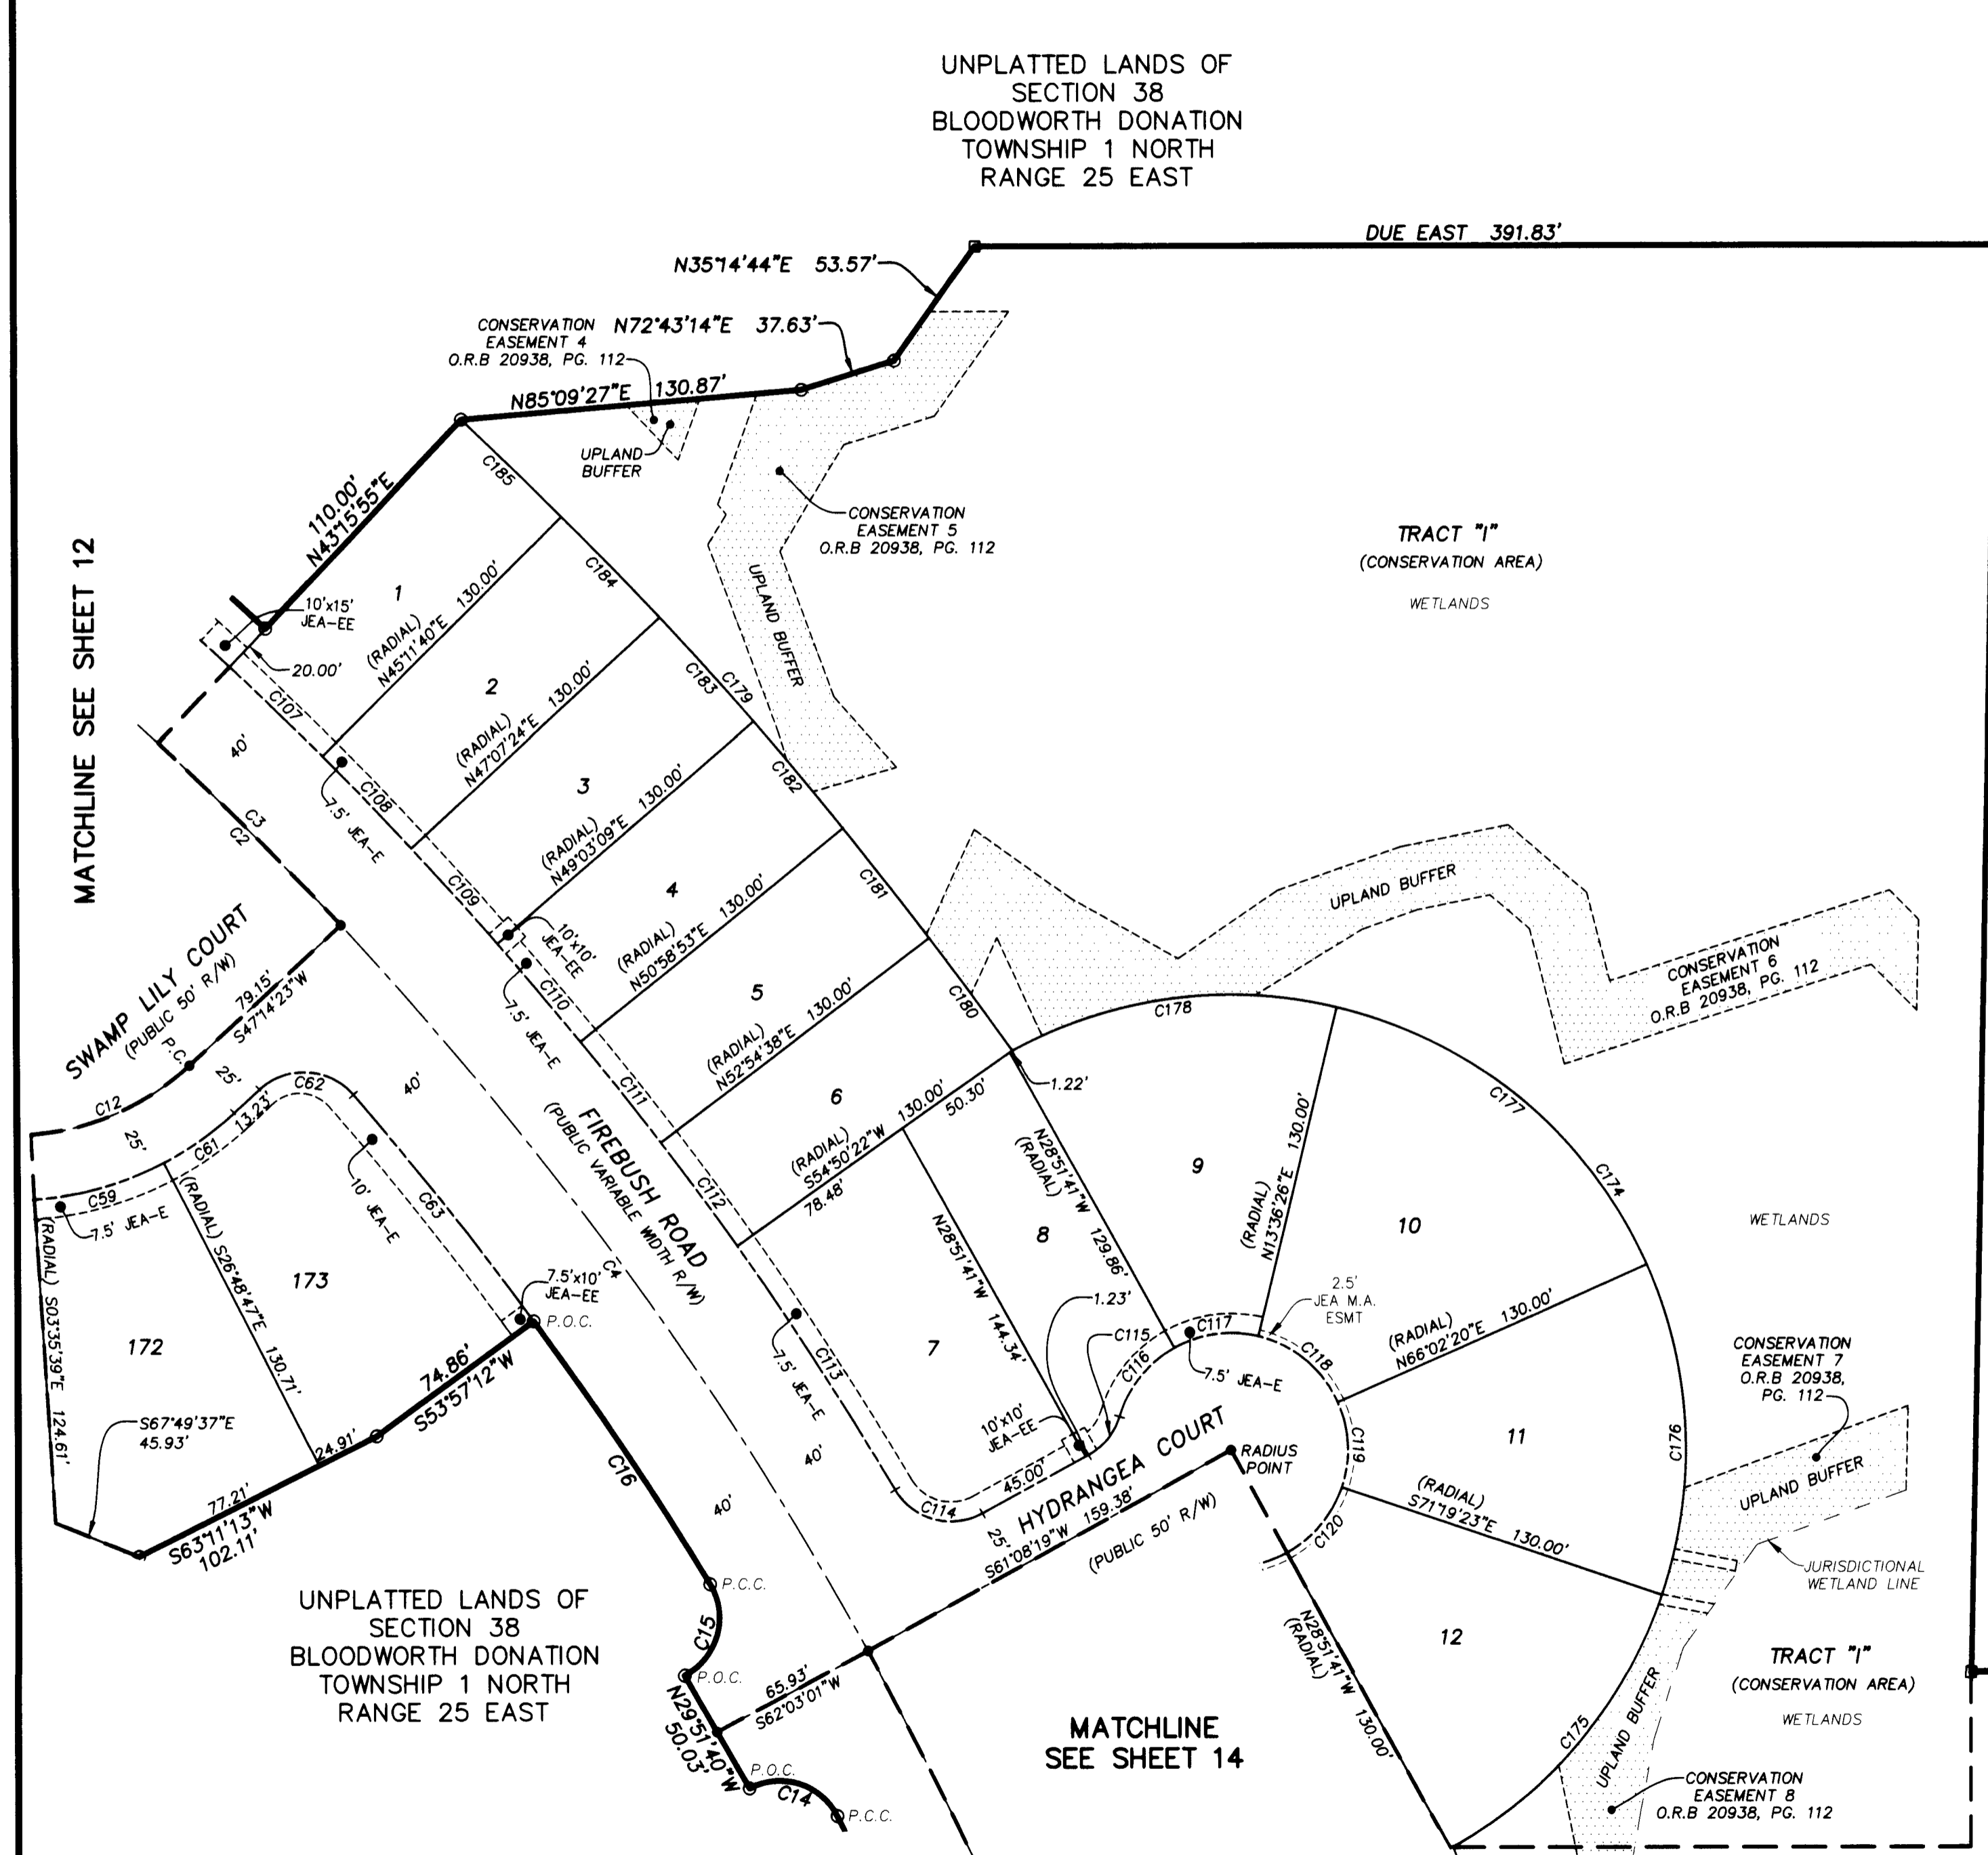 UNPLATTED LANDS OF
SECTION 38
BLOODWORTH DONATION
TOWNSHIP 1 NORTH
RANGE 25 EAST
DUE EAST 391.83'
N35°14'44"E 53.57'
CONSERVATION
EASEMENT 4
O.R.B 20938, PG. 112
N72°43'14"E 37.63'
N85°09'27"E 130.87'
UPLAND
BUFFER
C185
110.00'
N43°15'55"E
CONSERVATION
EASEMENT 5
O.R.B 20938, PG. 112
UPLAND BUFFER
TRACT "I"
(CONSERVATION AREA)
WETLANDS
MATCHLINE SEE SHEET 12
10'x15'
JEA-EE
20.00'
1
(RADIAL)
N45°11'40"E 130.00'
C184
C107
40'
2
(RADIAL)
N47°07'24"E 130.00'
C183
C179
7.5' JEA-E
C108
C3
C2
3
(RADIAL)
N49°03'09"E 130.00'
C182
C109
10'x10'
JEA-EE
4
(RADIAL)
N50°58'53"E 130.00'
C181
7.5' JEA-E
C110
5
(RADIAL)
N52°54'38"E 130.00'
C180
C111
6
(RADIAL)
S54°50'22"W 130.00'
50.30'
78.48'
C112
1.22'
C178
UPLAND BUFFER
CONSERVATION
EASEMENT 6
O.R.B 20938, PG. 112
SWAMP LILY COURT
(PUBLIC 50' R/W)
P.C.
79.15'
S47°14'23"W
C12
25'
25'
C62
13.23'
C61
C59
40'
7.5' JEA-E
10' JEA-E
C63
(RADIAL) S26°48'47"E 130.71'
(RADIAL) S03°35'39"E 124.61'
173
172
7.5'x10'
JEA-EE
P.O.C.
74.86'
S53°57'12"W
24.91'
S67°49'37"E
45.93'
77.21'
S63°11'13"W
102.11'
FIREBUSH ROAD
(PUBLIC VARIABLE WIDTH R/W)
C4
C16
7.5' JEA-E
C113
7
N28°51'41"W 144.34'
8
N28°51'41"W 129.86'
(RADIAL)
1.23'
C115
C116
C117
7.5' JEA-E
9
(RADIAL)
N13°36'26"E 130.00'
C177
C174
10
2.5'
JEA M.A.
ESMT
C118
(RADIAL)
N66°02'20"E 130.00'
WETLANDS
11
C119
C176
(RADIAL)
S71°19'23"E 130.00'
C120
12
N28°51'41"W 130.00'
(RADIAL)
C175
RADIUS
POINT
10'x10'
JEA-EE
45.00'
C114
25'
HYDRANGEA COURT
S61°08'19"W 159.38'
(PUBLIC 50' R/W)
40'
40'
CONSERVATION
EASEMENT 7
O.R.B 20938,
PG. 112
UPLAND BUFFER
JURISDICTIONAL
WETLAND LINE
TRACT "I"
(CONSERVATION AREA)
WETLANDS
UPLAND BUFFER
CONSERVATION
EASEMENT 8
O.R.B 20938, PG. 112
UNPLATTED LANDS OF
SECTION 38
BLOODWORTH DONATION
TOWNSHIP 1 NORTH
RANGE 25 EAST
P.C.C.
C15
P.O.C.
65.93'
S62°03'01"W
N29°51'40"W
50.03'
P.O.C.
C14
P.C.C.
MATCHLINE
SEE SHEET 14